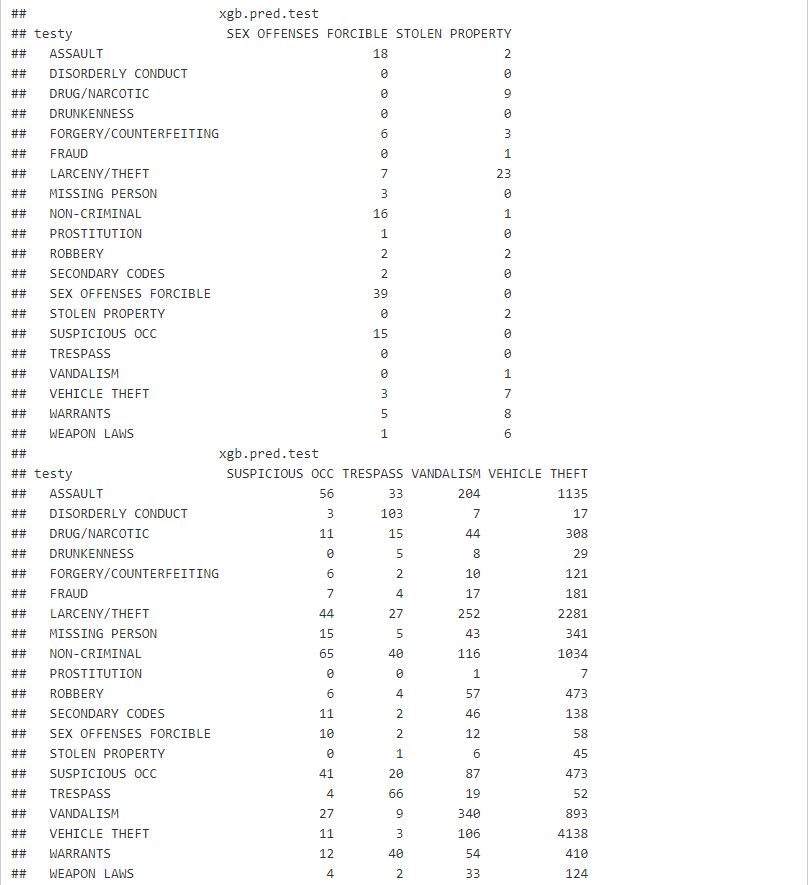 ##                           xgb.pred.test
## testy                     SEX OFFENSES FORCIBLE STOLEN PROPERTY
##   ASSAULT                                    18               2
##   DISORDERLY CONDUCT                          0               0
##   DRUG/NARCOTIC                               0               9
##   DRUNKENNESS                                 0               0
##   FORGERY/COUNTERFEITING                      6               3
##   FRAUD                                       0               1
##   LARCENY/THEFT                               7              23
##   MISSING PERSON                              3               0
##   NON-CRIMINAL                               16               1
##   PROSTITUTION                                1               0
##   ROBBERY                                     2               2
##   SECONDARY CODES                             2               0
##   SEX OFFENSES FORCIBLE                      39               0
##   STOLEN PROPERTY                             0               2
##   SUSPICIOUS OCC                             15               0
##   TRESPASS                                    0               0
##   VANDALISM                                   0               1
##   VEHICLE THEFT                               3               7
##   WARRANTS                                    5               8
##   WEAPON LAWS                                 1               6
##                           xgb.pred.test
## testy                     SUSPICIOUS OCC TRESPASS VANDALISM VEHICLE THEFT
##   ASSAULT                             56       33       204          1135
##   DISORDERLY CONDUCT                   3      103         7            17
##   DRUG/NARCOTIC                       11       15        44           308
##   DRUNKENNESS                          0        5         8            29
##   FORGERY/COUNTERFEITING               6        2        10           121
##   FRAUD                                7        4        17           181
##   LARCENY/THEFT                       44       27       252          2281
##   MISSING PERSON                      15        5        43           341
##   NON-CRIMINAL                        65       40       116          1034
##   PROSTITUTION                         0        0         1             7
##   ROBBERY                              6        4        57           473
##   SECONDARY CODES                     11        2        46           138
##   SEX OFFENSES FORCIBLE               10        2        12            58
##   STOLEN PROPERTY                      0        1         6            45
##   SUSPICIOUS OCC                      41       20        87           473
##   TRESPASS                             4       66        19            52
##   VANDALISM                           27        9       340           893
##   VEHICLE THEFT                       11        3       106          4138
##   WARRANTS                            12       40        54           410
##   WEAPON LAWS                          4        2        33           124